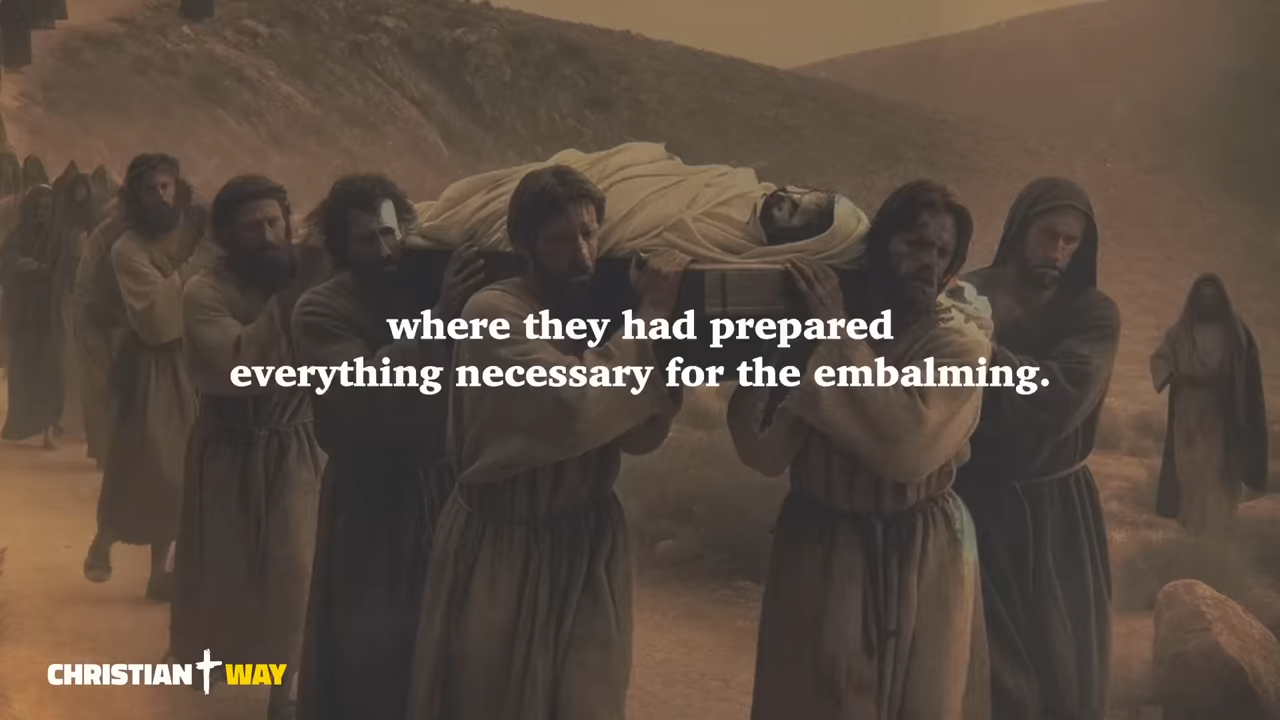 where they had prepared
everything necessary for the embalming.
CHRISTIAN WAY